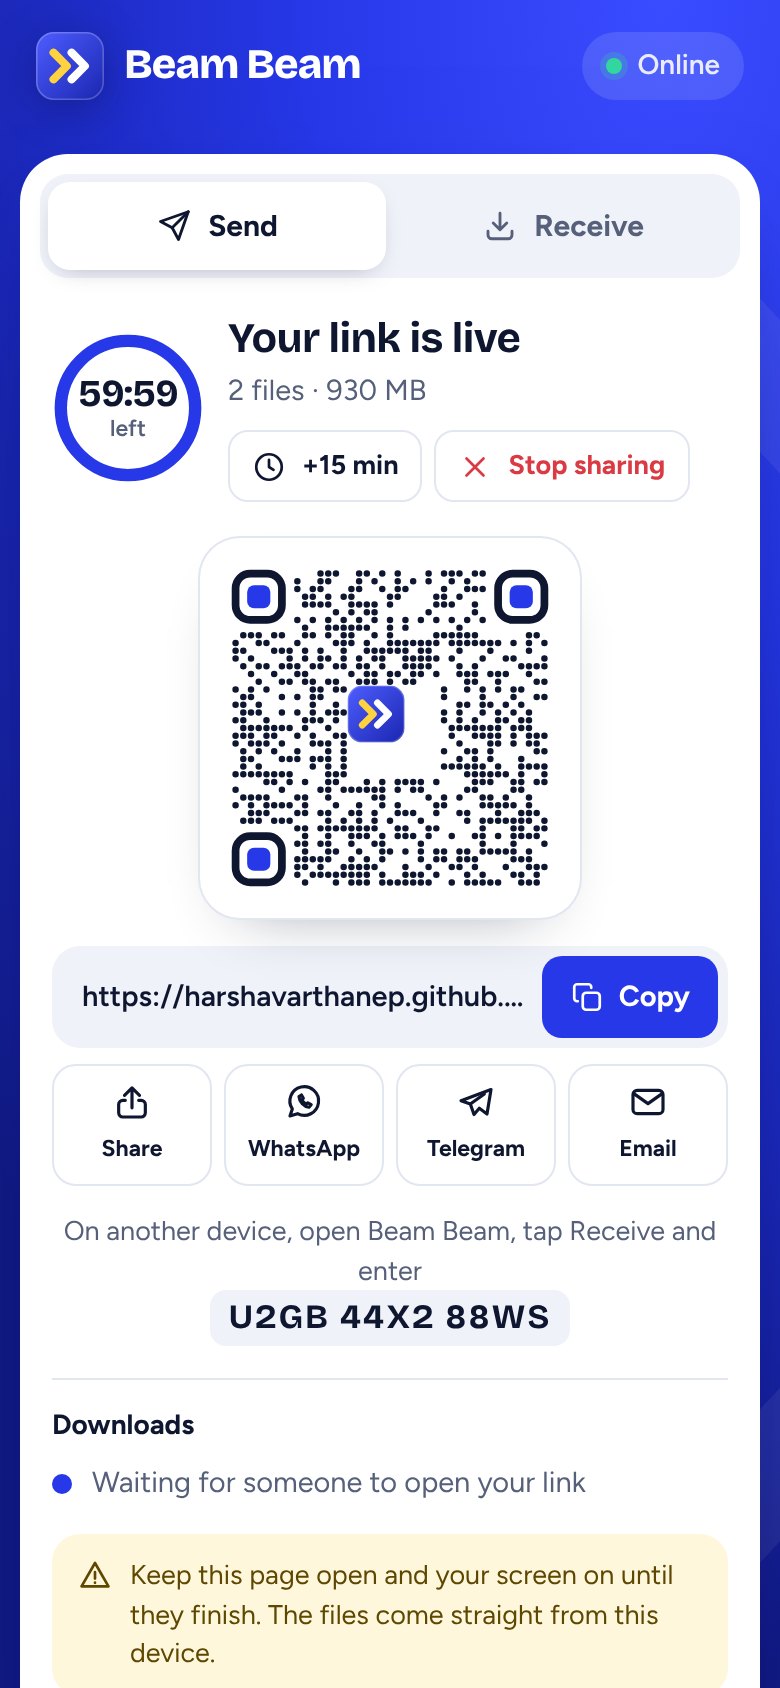 Beam Beam
Online
Send
Receive
59:59
left
Your link is live
2 files · 930 MB
+15 min
Stop sharing
https://harshavarthanep.github....
Copy
Share
WhatsApp
Telegram
Email
On another device, open Beam Beam, tap Receive and
enter
U2GB 44X2 88WS
Downloads
Waiting for someone to open your link
Keep this page open and your screen on until
they finish. The files come straight from this
device.